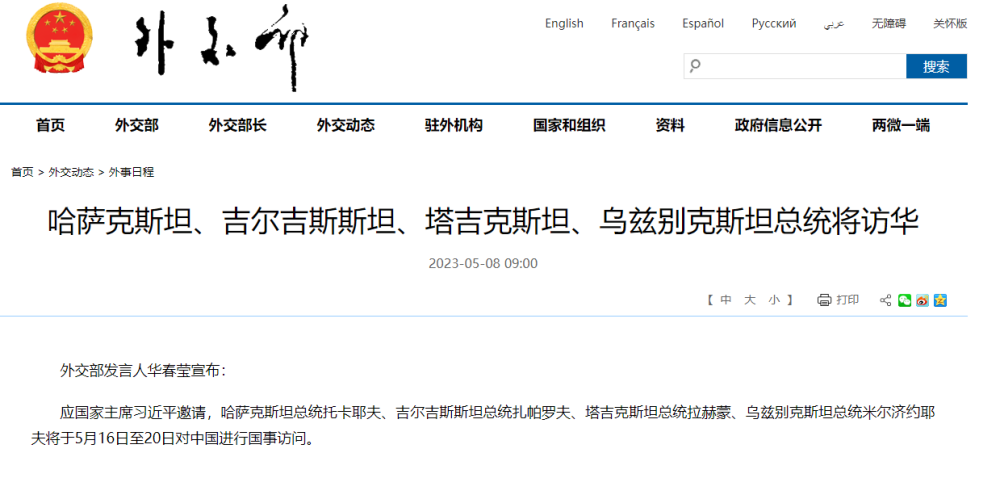 外交部
English Français Español Русский عربي 无障碍 关怀版
搜索
首页 外交部 外交部长 外交动态 驻外机构 国家和组织 资料 政府信息公开 两微一端
首页 > 外交动态 > 外事日程
哈萨克斯坦、吉尔吉斯斯坦、塔吉克斯坦、乌兹别克斯坦总统将访华
2023-05-08 09:00
【 中 大 小 】 打印
外交部发言人华春莹宣布：
应国家主席习近平邀请，哈萨克斯坦总统托卡耶夫、吉尔吉斯斯坦总统扎帕罗夫、塔吉克斯坦总统拉赫蒙、乌兹别克斯坦总统米尔济约耶
夫将于5月16日至20日对中国进行国事访问。